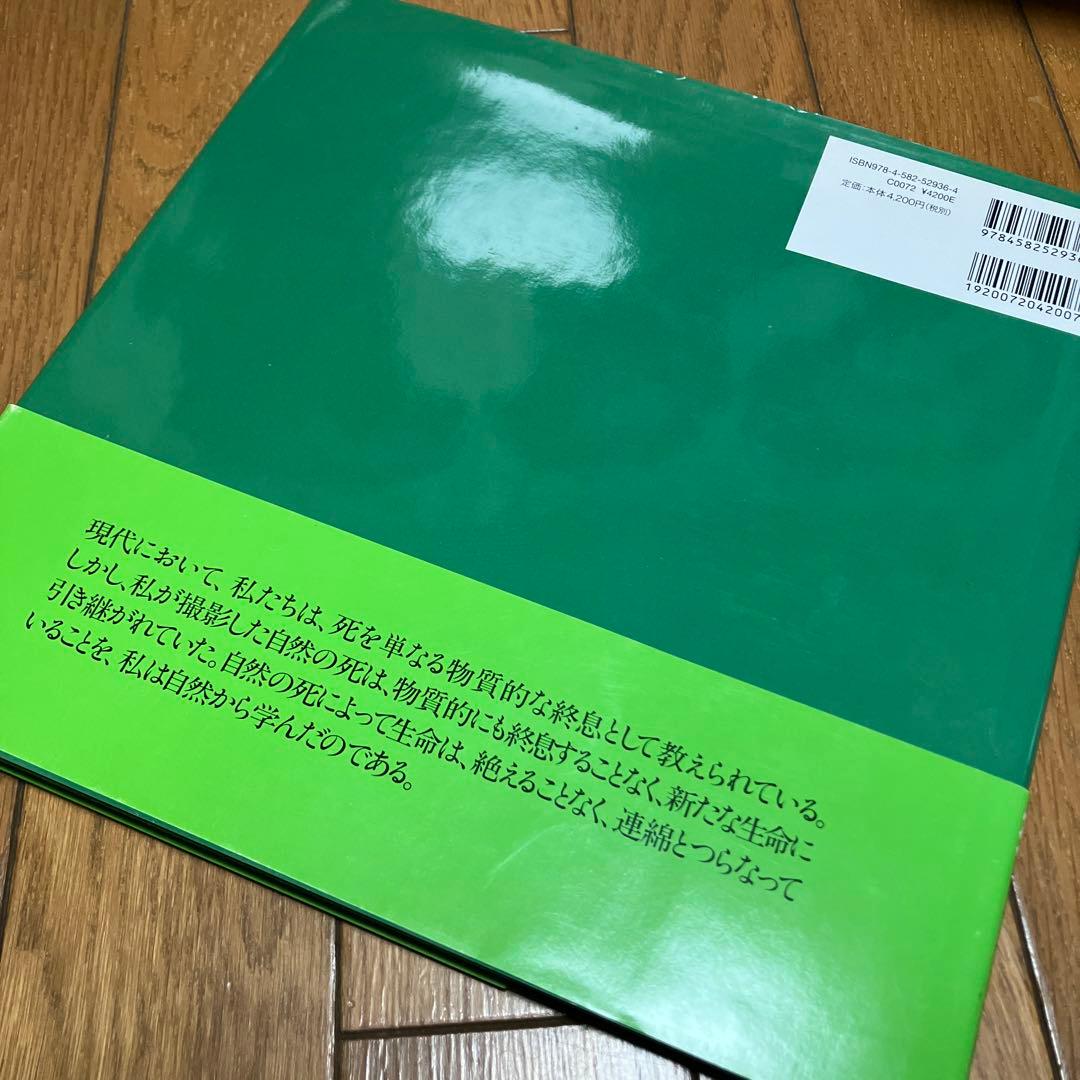 ISBN978-4-582-52936-4
C0072 ¥4200E
定価:本体4,200円(税別)
978458252936
1920072042007
現代において、私たちは、死を単なる物質的な終息として教えられている。
しかし、私が撮影した自然の死は、物質的にも終息することなく、新たな生命に
引き継がれていた。自然の死によって生命は、絶えることなく、連綿とつらなって
いることを、私は自然から学んだのである。